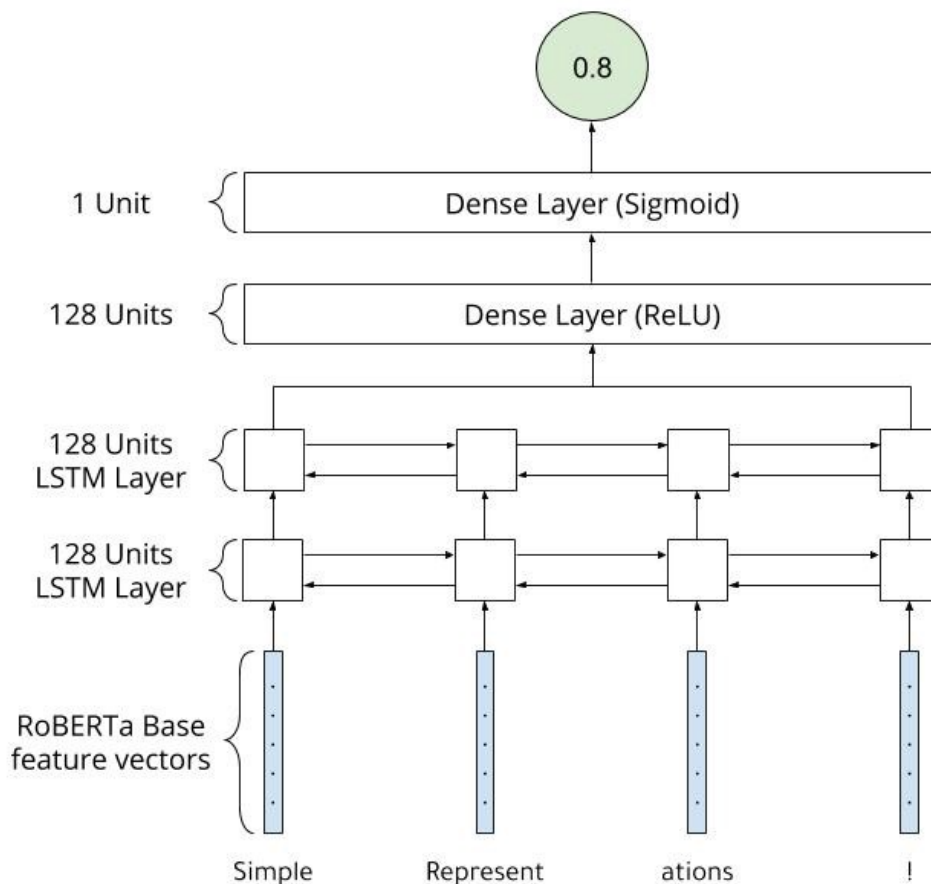 0.8
1 Unit
Dense Layer (Sigmoid)
128 Units
Dense Layer (ReLU)
128 Units
LSTM Layer
128 Units
LSTM Layer
RoBERTa Base
feature vectors
Simple Represent ations !